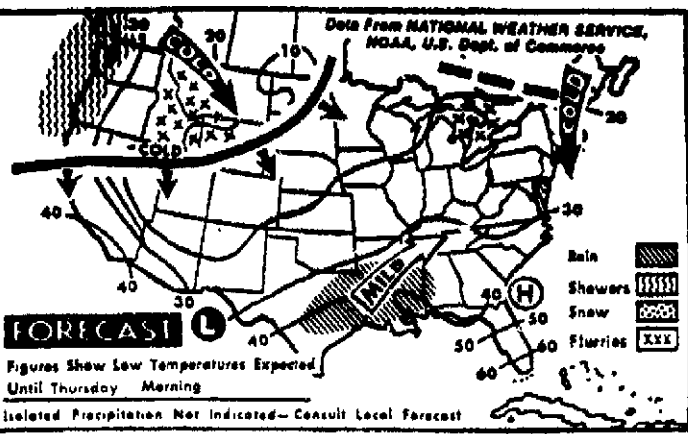 Data From NATIONAL WEATHER SERVICE,
NOAA, U.S. Dept. of Commerce
30
20
COLD
10
COLD
20
COLD
40
40
30
30
MILD
40
L
H
40
50
50
60
60
Rain
Showers
Snow
Flurries
XXX
FORECAST
Figures Show Low Temperatures Expected
Until Thursday Morning
Isolated Precipitation Not Indicated— Consult Local Forecast